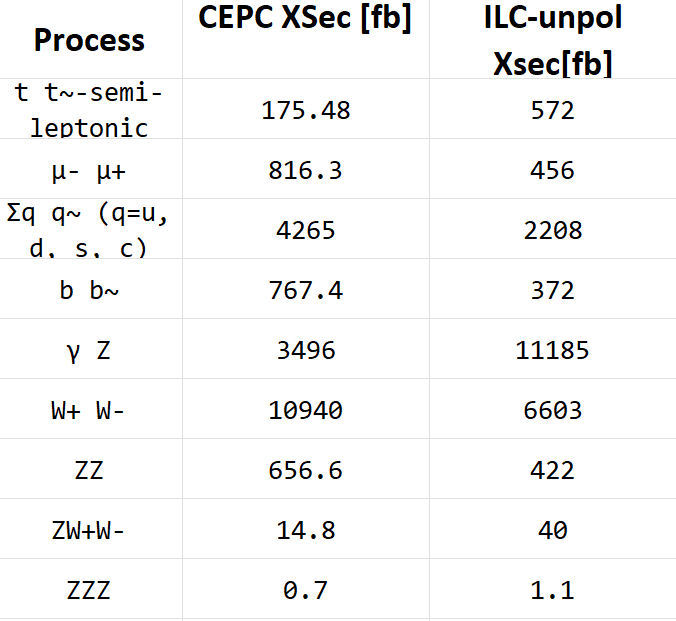 Process CEPC XSec [fb] ILC-unpol
Xsec[fb]
t t~-semi-
leptonic 175.48 572
μ- μ+ 816.3 456
Σq q~ (q=u,
d, s, c) 4265 2208
b b~ 767.4 372
γ Z 3496 11185
W+ W- 10940 6603
ZZ 656.6 422
ZW+W- 14.8 40
ZZZ 0.7 1.1